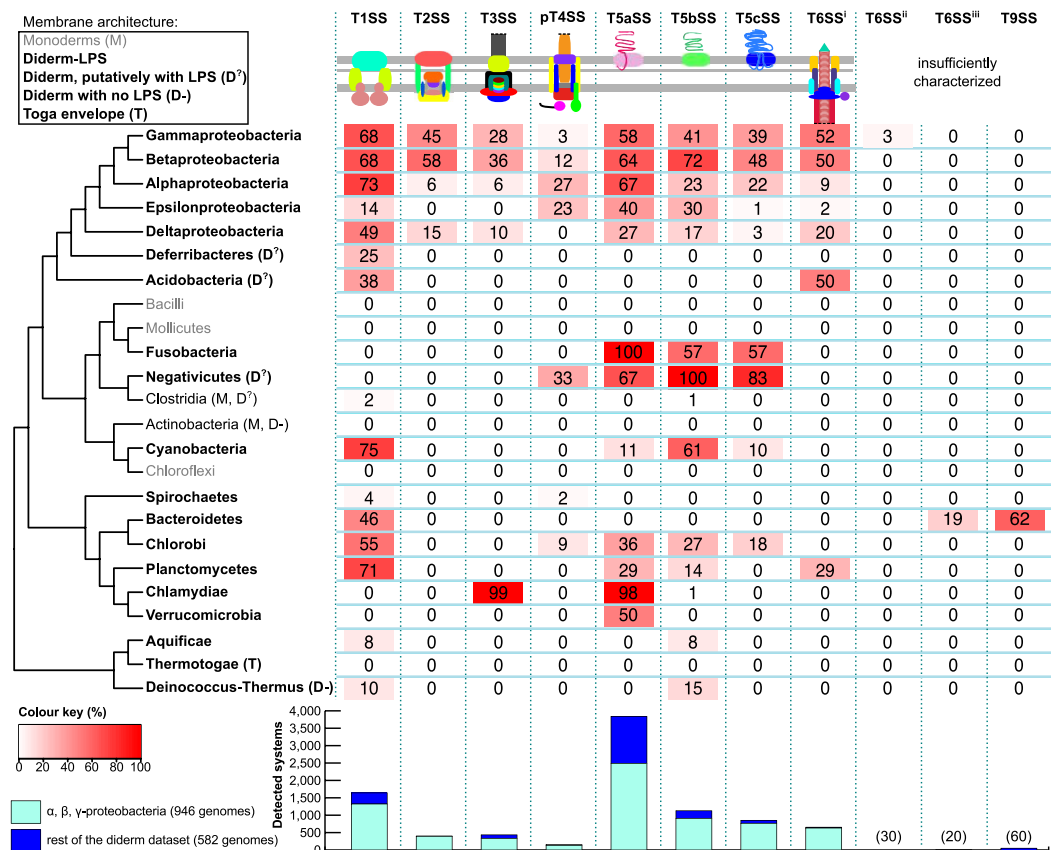 Membrane architecture:
Monoderms (M)
Diderm-LPS
Diderm, putatively with LPS (D?)
Diderm with no LPS (D-)
Toga envelope (T)
T1SS T2SS T3SS pT4SS T5aSS T5bSS T5cSS T6SSi T6SSii T6SSiii T9SS
insufficiently
characterized
Gammaproteobacteria 68 45 28 3 58 41 39 52 3 0 0
Betaproteobacteria 68 58 36 12 64 72 48 50 0 0 0
Alphaproteobacteria 73 6 6 27 67 23 22 9 0 0 0
Epsilonproteobacteria 14 0 0 23 40 30 1 2 0 0 0
Deltaproteobacteria 49 15 10 0 27 17 3 20 0 0 0
Deferribacteres (D?) 25 0 0 0 0 0 0 0 0 0 0
Acidobacteria (D?) 38 0 0 0 0 0 0 50 0 0 0
Bacilli 0 0 0 0 0 0 0 0 0 0 0
Mollicutes 0 0 0 0 0 0 0 0 0 0 0
Fusobacteria 0 0 0 0 100 57 57 0 0 0 0
Negativicutes (D?) 0 0 0 33 67 100 83 0 0 0 0
Clostridia (M, D?) 2 0 0 0 0 1 0 0 0 0 0
Actinobacteria (M, D-) 0 0 0 0 0 0 0 0 0 0 0
Cyanobacteria 75 0 0 0 11 61 10 0 0 0 0
Chloroflexi 0 0 0 0 0 0 0 0 0 0 0
Spirochaetes 4 0 0 2 0 0 0 0 0 0 0
Bacteroidetes 46 0 0 0 0 0 0 0 0 19 62
Chlorobi 55 0 0 9 36 27 18 0 0 0 0
Planctomycetes 71 0 0 0 29 14 0 29 0 0 0
Chlamydiae 0 0 99 0 98 1 0 0 0 0 0
Verrucomicrobia 0 0 0 0 50 0 0 0 0 0 0
Aquificae 8 0 0 0 0 8 0 0 0 0 0
Thermotogae (T) 0 0 0 0 0 0 0 0 0 0 0
Deinococcus-Thermus (D-) 10 0 0 0 0 15 0 0 0 0 0
Colour key (%)
0 20 40 60 80 100
α, β, γ-proteobacteria (946 genomes)
rest of the diderm dataset (582 genomes)
Detected systems
4,000
3,500
3,000
2,500
2,000
1,500
1,000
500
0
(30) (20) (60)